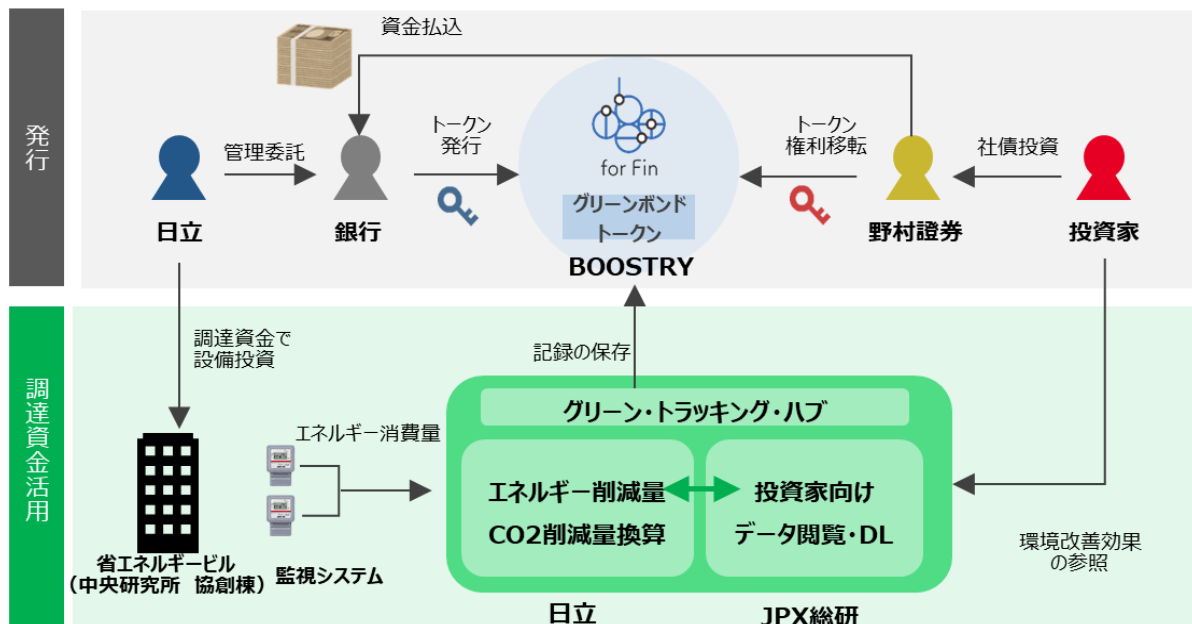 発行
資金払込
管理委託
トークン
発行
for Fin
グリーンボンド
トークン
BOOSTRY
トークン
権利移転
社債投資
日立
銀行
野村證券
投資家
調達資金活用
調達資金で
設備投資
記録の保存
エネルギー消費量
グリーン・トラッキング・ハブ
エネルギー削減量
CO2削減量換算
投資家向け
データ閲覧・DL
環境改善効果
の参照
省エネルギービル
(中央研究所 協創棟)
監視システム
日立
JPX総研